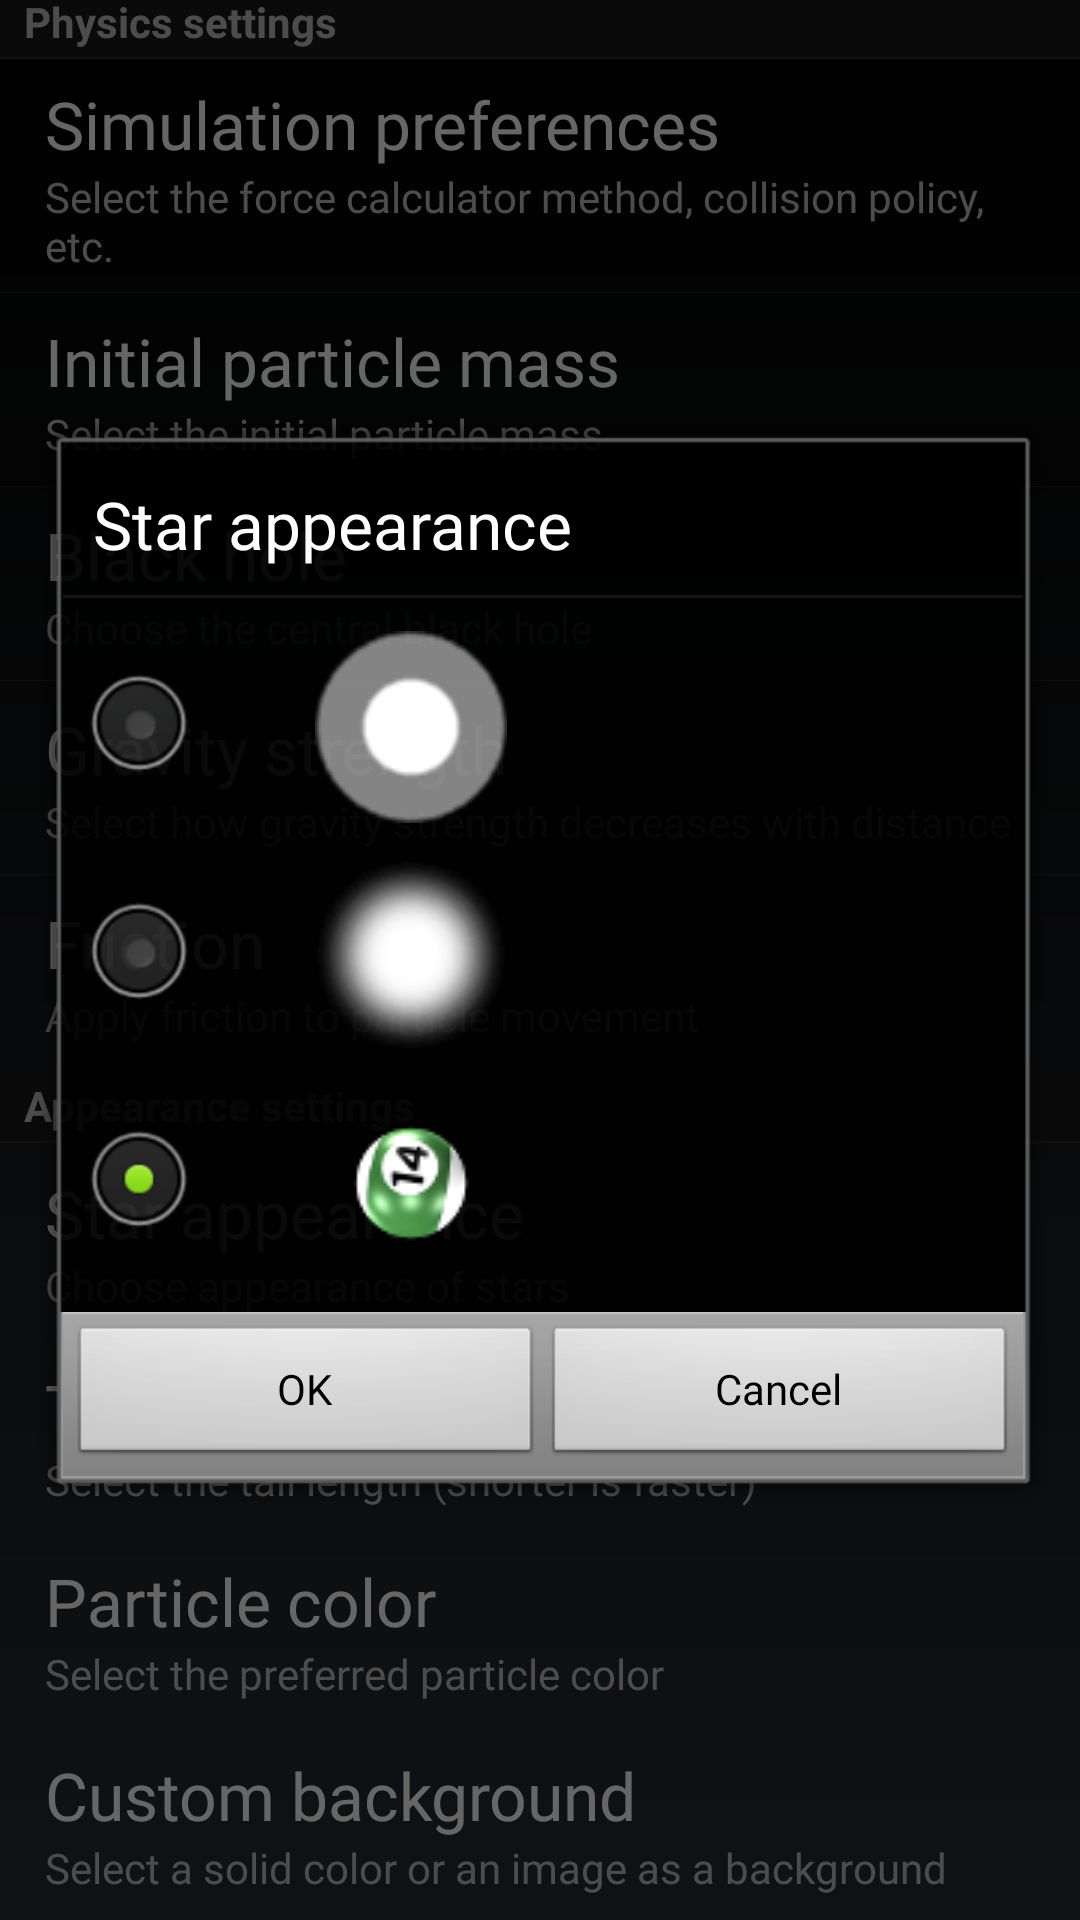 Physics settings
Simulation preferences
Select the force calculator method, collision policy,
etc.
Initial particle mass
Select the initial particle mass
Star appearance
Black hole
Choose the central black hole
Gravity strength
Select how gravity strength decreases with distance
Friction
Apply friction to particle movement
Appearance settings
14
Star appearance
Choose appearance of stars
OK
Cancel
Select the tail length (shorter is faster)
Particle color
Select the preferred particle color
Custom background
Select a solid color or an image as a background